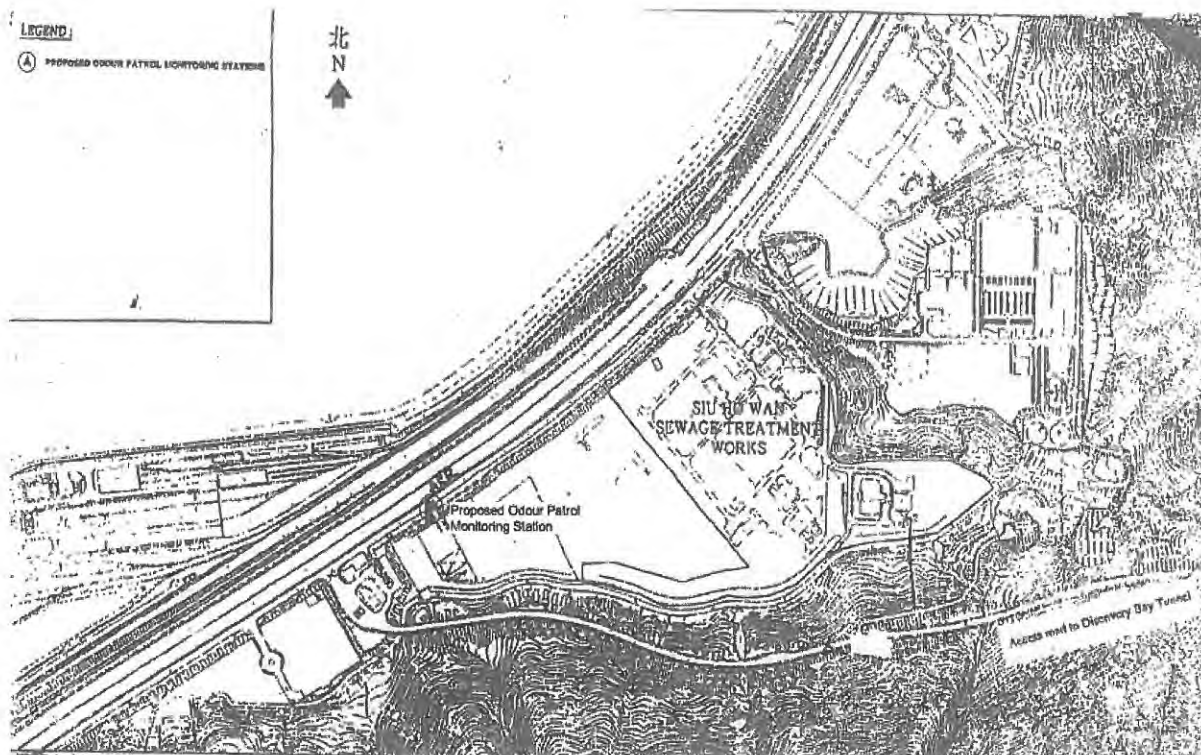 LEGEND:
A PROPOSED ODOUR PATROL MONITORING STATIONS
北
N
SIU HO WAN
SEWAGE TREATMENT
WORKS
Proposed Odour Patrol
Monitoring Station
Access road to Discovery Bay Tunnel